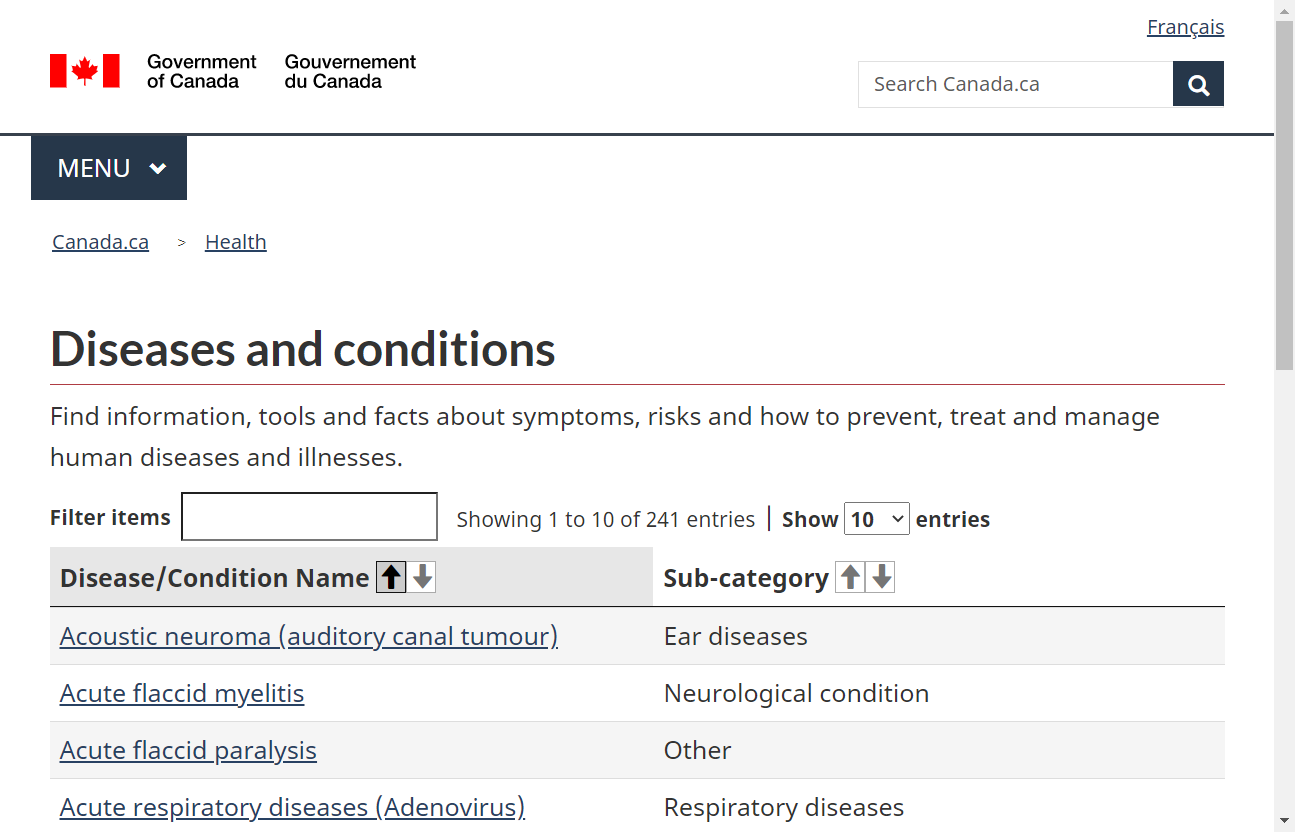 Français
Government of Canada
Gouvernement du Canada
Search Canada.ca
MENU
Canada.ca > Health
Diseases and conditions
Find information, tools and facts about symptoms, risks and how to prevent, treat and manage
human diseases and illnesses.
Filter items Showing 1 to 10 of 241 entries | Show 10 entries
Disease/Condition Name Sub-category
Acoustic neuroma (auditory canal tumour) Ear diseases
Acute flaccid myelitis Neurological condition
Acute flaccid paralysis Other
Acute respiratory diseases (Adenovirus) Respiratory diseases